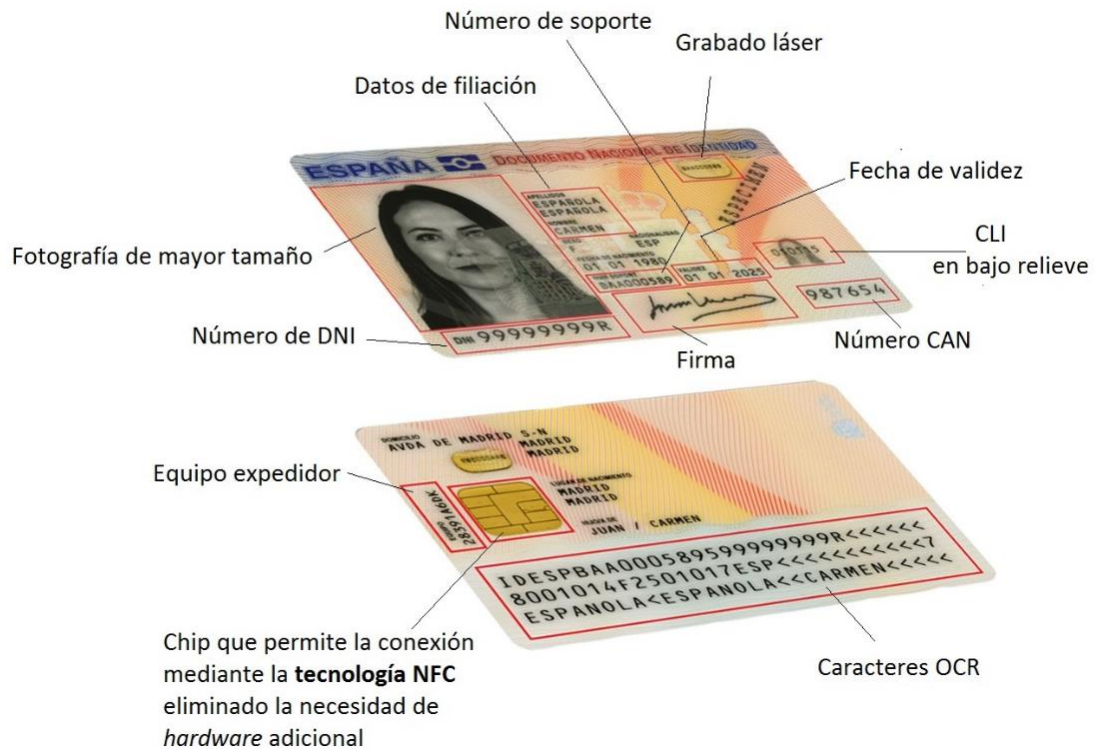 Número de soporte
Grabado láser
Datos de filiación
Fecha de validez
CLI
en bajo relieve
Fotografía de mayor tamaño
Número de DNI
Firma
Número CAN
ESPAÑA
DOCUMENTO NACIONAL DE IDENTIDAD
APELLIDOS
ESPAÑOLA
ESPAÑOLA
NOMBRE
CARMEN
SEXO
NACIONALIDAD
F
ESP
FECHA DE NACIMIENTO
01 01 1980
NUM SOPORT
VALIDEZ
BAA000589
01 01 2025
DNI 99999999R
ESPECIMEN
987654
Equipo expedidor
DOMICILIO
AVDA DE MADRID S-N
MADRID
MADRID
LUGAR DE NACIMIENTO
MADRID
MADRID
HIJO/A DE
JUAN / CARMEN
EQUIPO
28391A6DK
IDESPBAA000589599999999R<<<<<<
8001014F2501017ESP<<<<<<<<<<<7
ESPANOLA<ESPANOLA<<CARMEN<<<<<
Chip que permite la conexión
mediante la tecnología NFC
eliminado la necesidad de
hardware adicional
Caracteres OCR